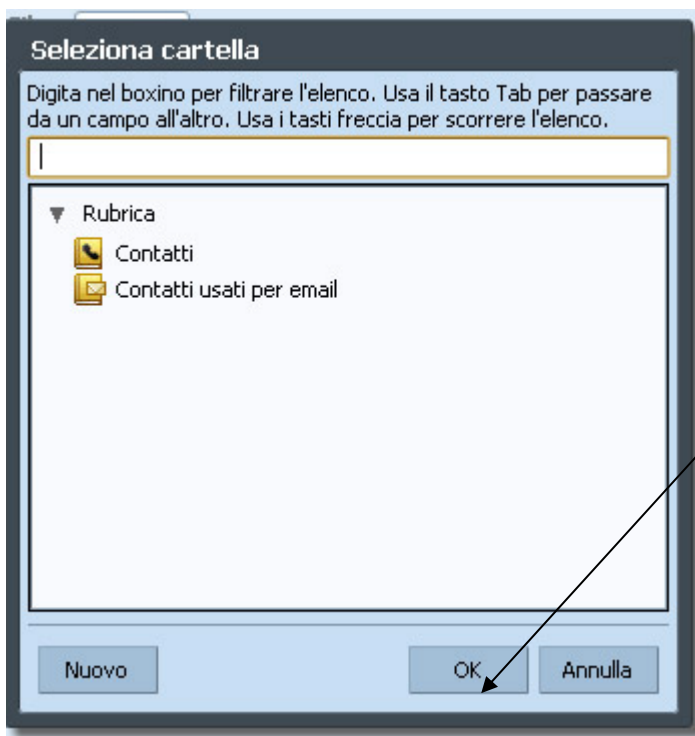 Seleziona cartella
Digita nel boxino per filtrare l'elenco. Usa il tasto Tab per passare
da un campo all'altro. Usa i tasti freccia per scorrere l'elenco.
Rubrica
Contatti
Contatti usati per email
Nuovo OK Annulla